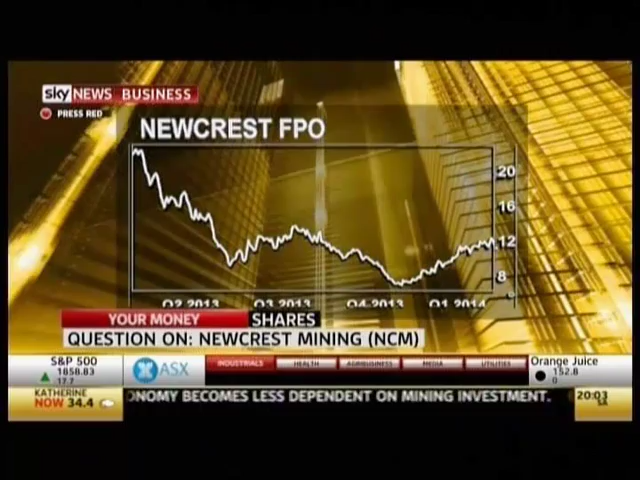 sky NEWS BUSINESS
PRESS RED
NEWCREST FPO
20
16
12
8
Q2 2013 Q3 2013 Q4 2013 Q1 2014
YOUR MONEY SHARES
QUESTION ON: NEWCREST MINING (NCM)
S&P 500
1858.83
17.7
ASX
INDUSTRIALS HEALTH AGRIBUSINESS MEDIA UTILITIES
Orange Juice
152.8
0
KATHERINE
NOW 34.4
ONOMY BECOMES LESS DEPENDENT ON MINING INVESTMENT.
20:03
SA